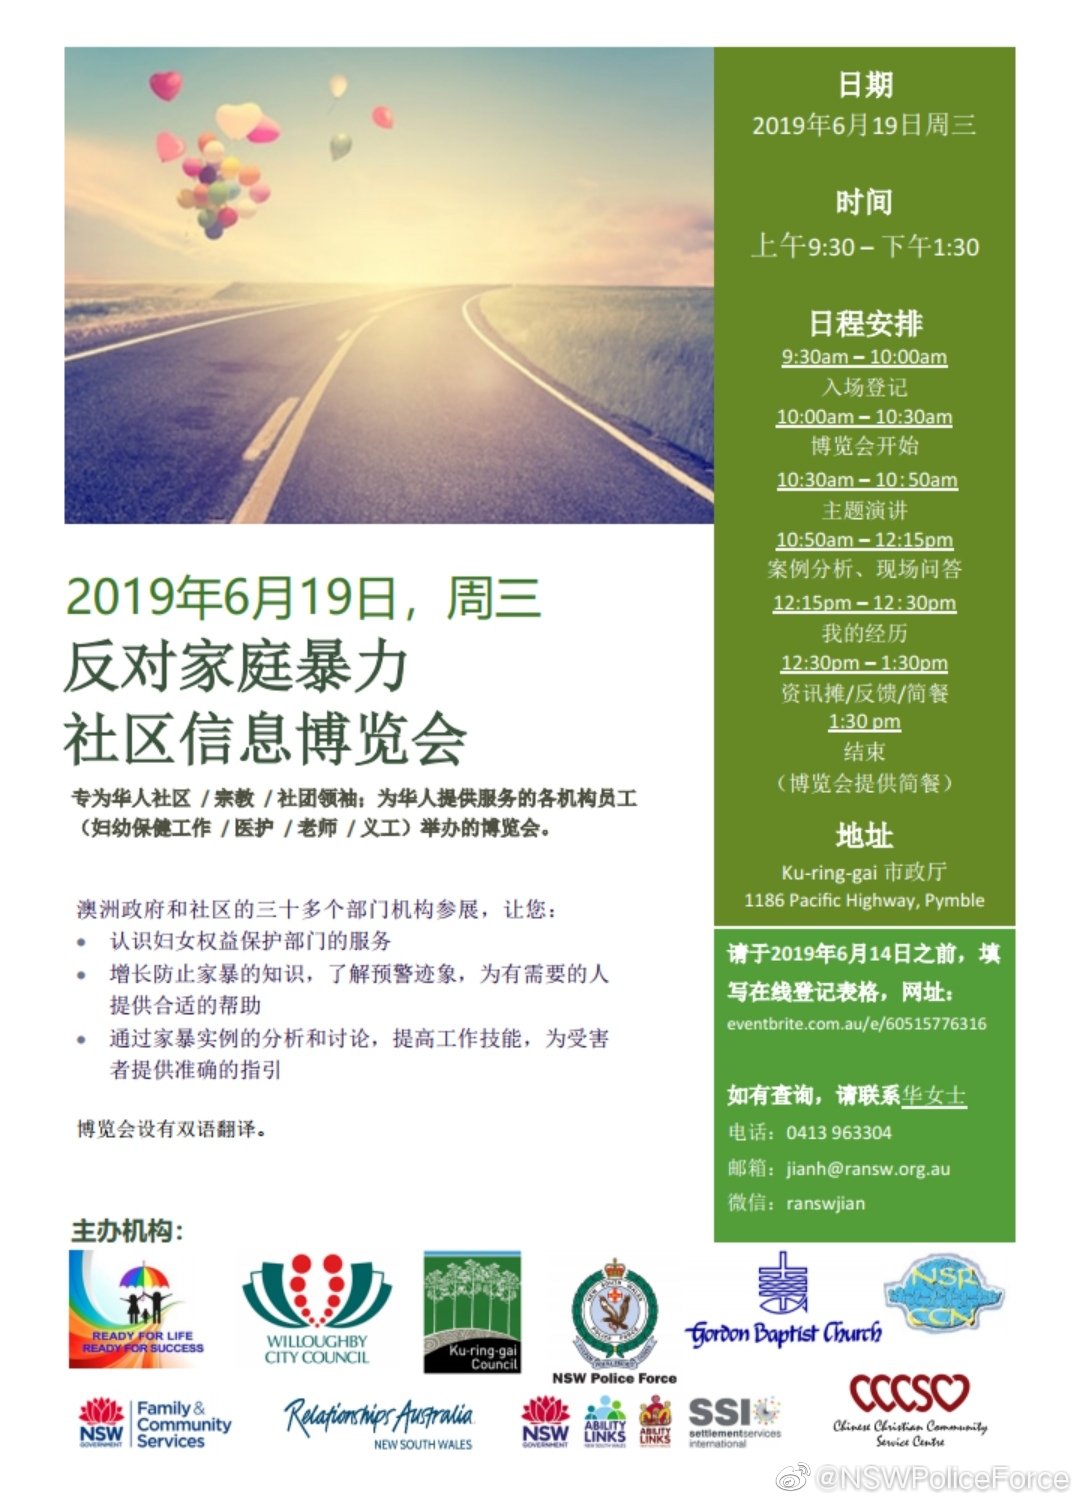 日期
2019年6月19日周三
时间
上午9:30 – 下午1:30
日程安排
9:30am – 10:00am
入场登记
10:00am – 10:30am
博览会开始
10:30am – 10:50am
主题演讲
10:50am – 12:15pm
案例分析、现场问答
12:15pm – 12:30pm
我的经历
12:30pm – 1:30pm
资讯摊/反馈/简餐
1:30 pm
结束
（博览会提供简餐）
地址
Ku-ring-gai 市政厅
1186 Pacific Highway, Pymble
2019年6月19日，周三
反对家庭暴力
社区信息博览会
专为华人社区 / 宗教 / 社团领袖；为华人提供服务的各机构员工
（妇幼保健工作 / 医护 / 老师 / 义工）举办的博览会。
澳洲政府和社区的三十多个部门机构参展，让您：
• 认识妇女权益保护部门的服务
• 增长防止家暴的知识，了解预警迹象，为有需要的人
提供合适的帮助
• 通过家暴实例的分析和讨论，提高工作技能，为受害
者提供准确的指引
博览会设有双语翻译。
请于2019年6月14日之前，填
写在线登记表格，网址：
eventbrite.com.au/e/60515776316
如有查询，请联系华女士
电话：0413 963304
邮箱：jianh@ransw.org.au
微信：ranswjian
主办机构：
READY FOR LIFE
READY FOR SUCCESS
WILLOUGHBY
CITY COUNCIL
Ku-ring-gai
Council
NEW SOUTH WALES
POLICE FORCE
NSW Police Force
Gordon Baptist Church
NSR
CCN
NSW
GOVERNMENT
Family &
Community
Services
Relationships Australia
NEW SOUTH WALES
NSW
GOVERNMENT
ABILITY
LINKS
NEW SOUTH WALES
ABILITY
LINKS
SSI
settlement services
international
CCCSC
Chinese Christian Community
Service Centre
@NSWPoliceForce